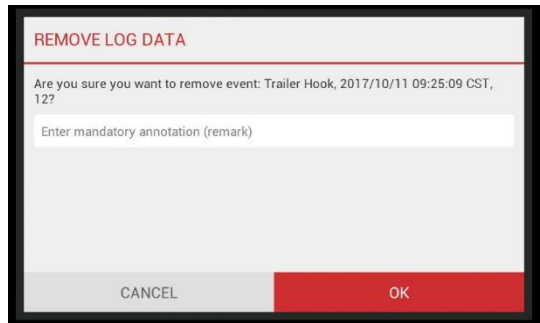 REMOVE LOG DATA
Are you sure you want to remove event: Trailer Hook, 2017/10/11 09:25:09 CST,
12?
Enter mandatory annotation (remark)
CANCEL
OK